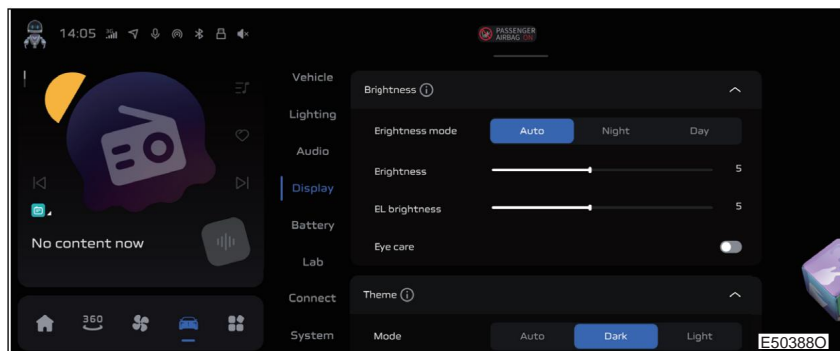 14:05
PASSENGER
AIRBAG ON
No content now
360
Vehicle
Lighting
Audio
Display
Battery
Lab
Connect
System
Brightness
Brightness mode Auto Night Day
Brightness 5
EL brightness 5
Eye care
Theme
Mode Auto Dark Light
E50388O